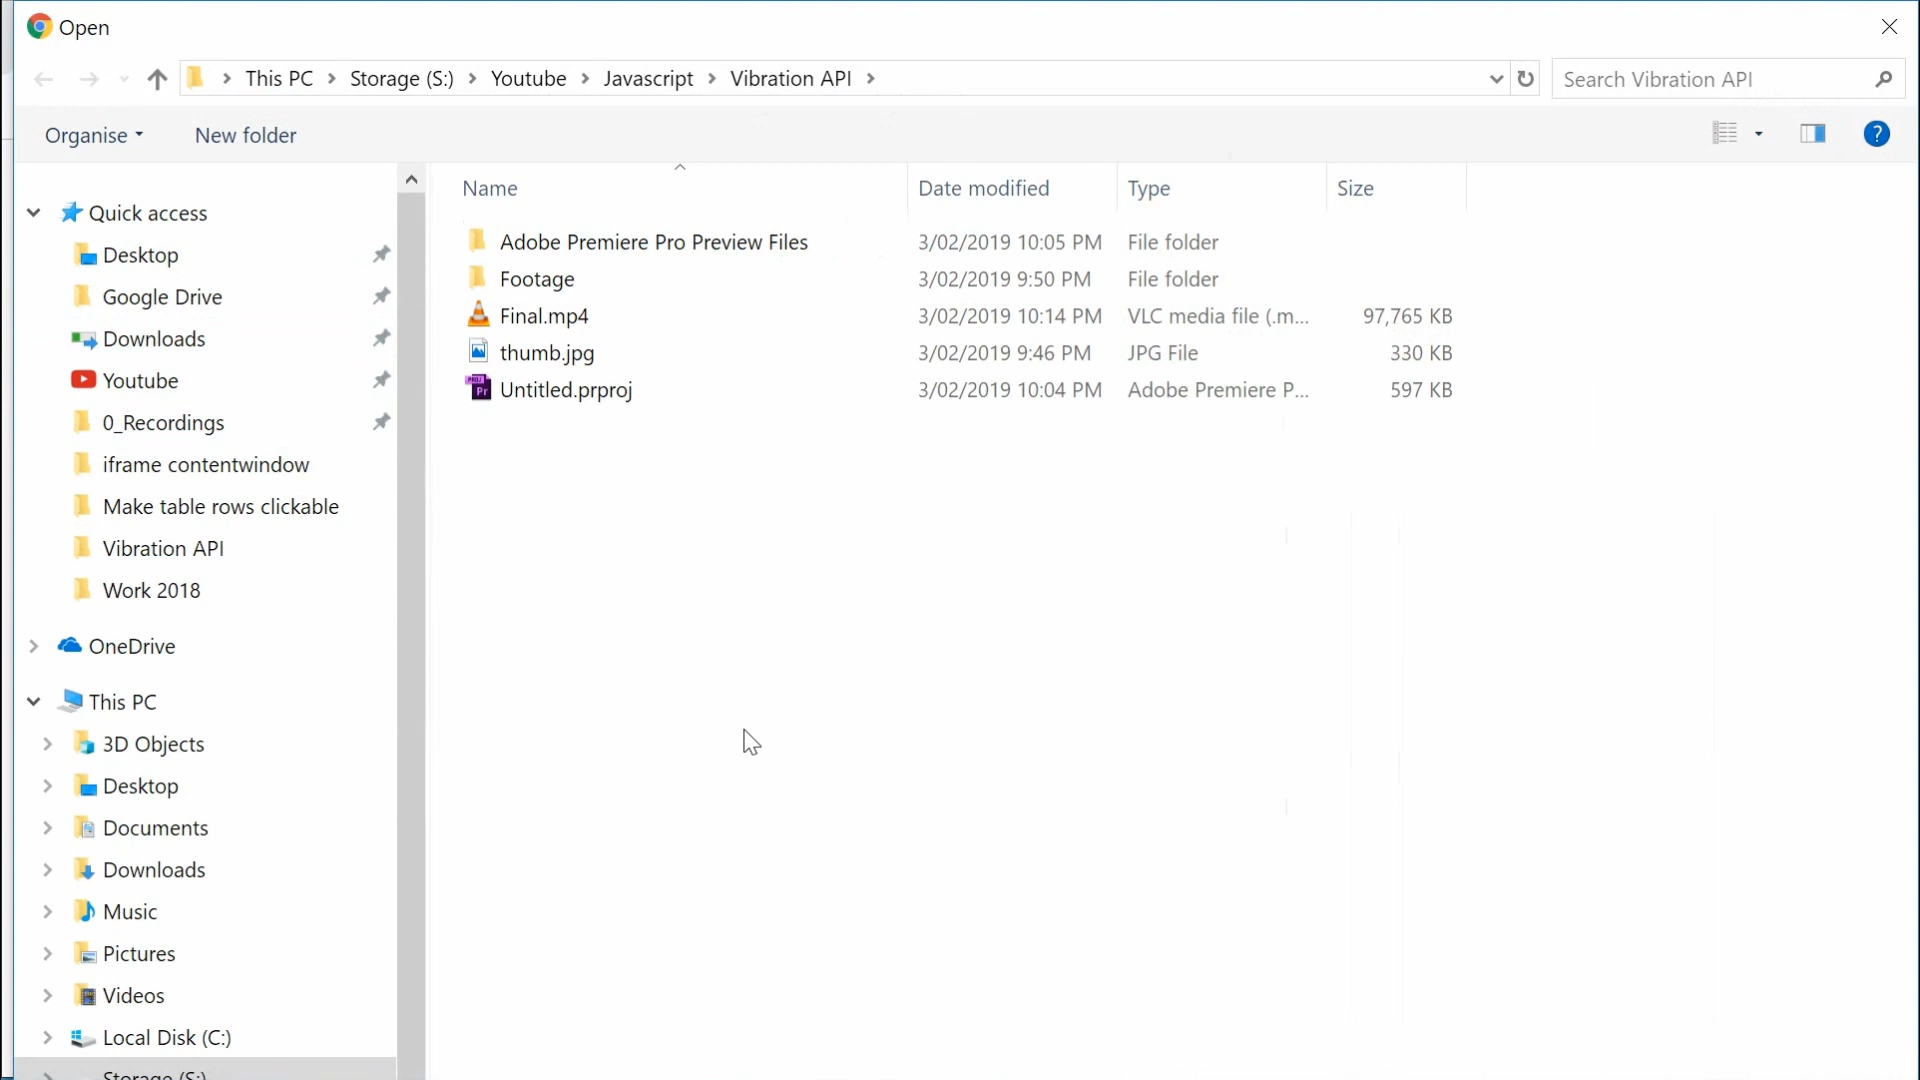 Open
This PC Storage (S:) Youtube Javascript Vibration API
Search Vibration API
Organise New folder
?
Name Date modified Type Size
Adobe Premiere Pro Preview Files 3/02/2019 10:05 PM File folder
Footage 3/02/2019 9:50 PM File folder
Final.mp4 3/02/2019 10:14 PM VLC media file (.m... 97,765 KB
thumb.jpg 3/02/2019 9:46 PM JPG File 330 KB
Untitled.prproj 3/02/2019 10:04 PM Adobe Premiere P... 597 KB
Quick access
Desktop
Google Drive
Downloads
Youtube
0_Recordings
iframe contentwindow
Make table rows clickable
Vibration API
Work 2018
OneDrive
This PC
3D Objects
Desktop
Documents
Downloads
Music
Pictures
Videos
Local Disk (C:)
Storage (S:)